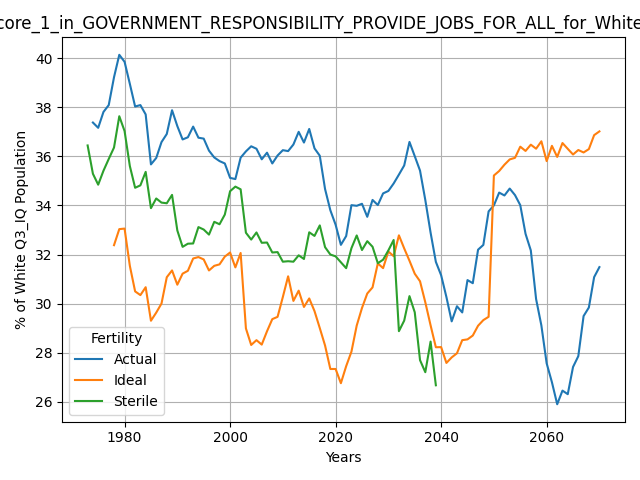 core_1_in_GOVERNMENT_RESPONSIBILITY_PROVIDE_JOBS_FOR_ALL_for_White
% of White Q3_IQ Population
40
38
36
34
32
30
28
26
Fertility
Actual
Ideal
Sterile
1980 2000 2020 2040 2060
Years